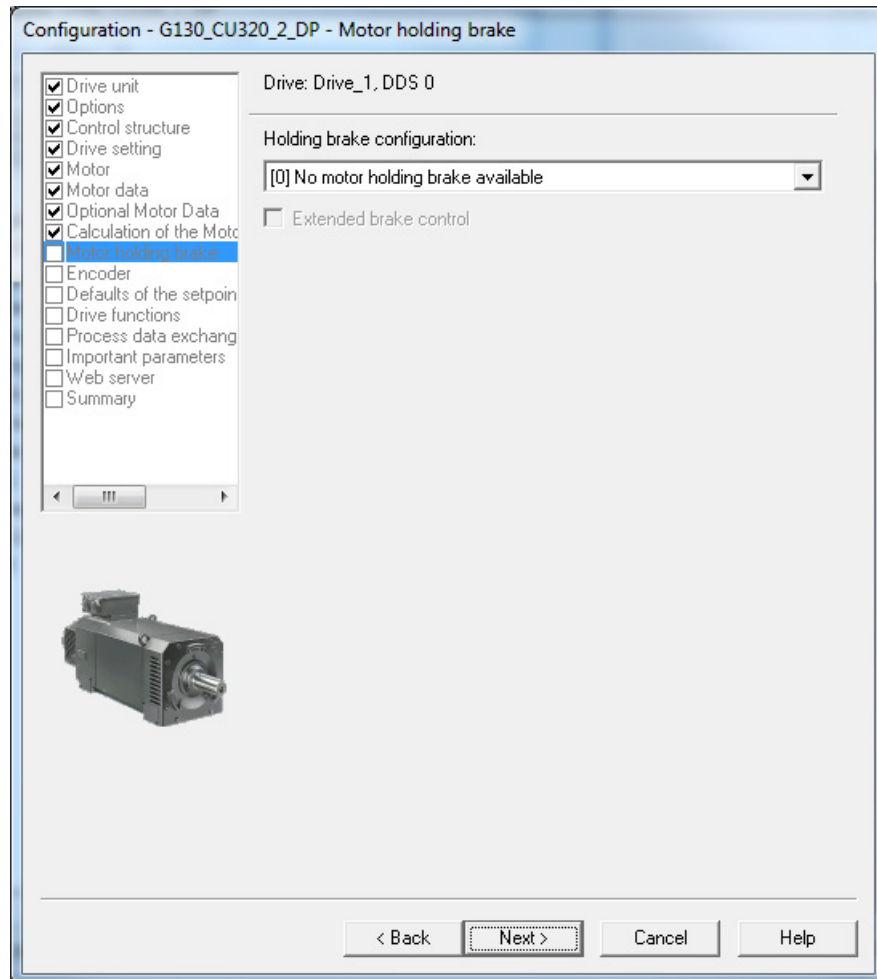 Configuration - G130_CU320_2_DP - Motor holding brake
Drive unit
Options
Control structure
Drive setting
Motor
Motor data
Optional Motor Data
Calculation of the Moto
Motor holding brake
Encoder
Defaults of the setpoin
Drive functions
Process data exchang
Important parameters
Web server
Summary
Drive: Drive_1, DDS 0
Holding brake configuration:
[0] No motor holding brake available
Extended brake control
< Back
Next >
Cancel
Help